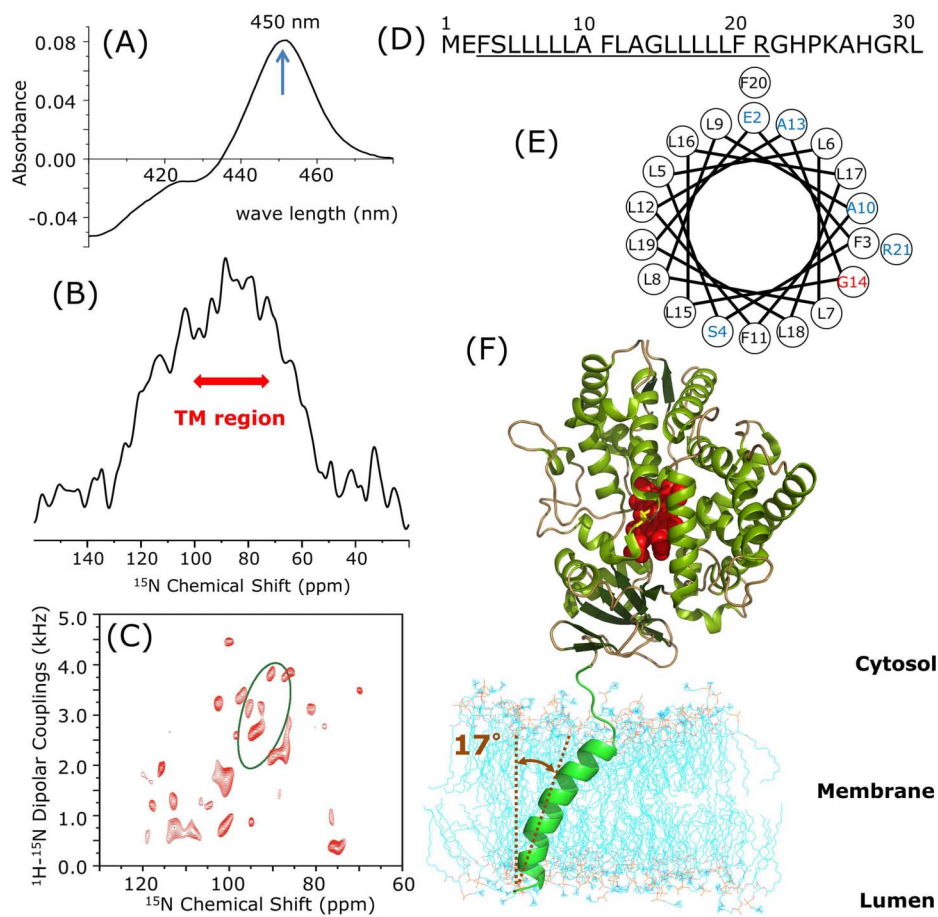 (A)
450 nm
0.08
0.04
0.00
-0.04
Absorbance
420
440
460
wave length (nm)
(B)
TM region
140
120
100
80
60
40
20
15N Chemical Shift (ppm)
(C)
5.0
4.0
3.0
2.0
1.0
0.0
1H-15N Dipolar Couplings (kHz)
120
100
80
60
15N Chemical Shift (ppm)
(D)
1 10 20 30
MEFSLLLLLA FLAGLLLLLF RGHPKAHGRL
(E)
F20
E2
A13
L9
L6
L16
L17
L5
A10
L12
F3
R21
L19
G14
L8
L7
L15
L18
S4
F11
(F)
17°
Cytosol
Membrane
Lumen